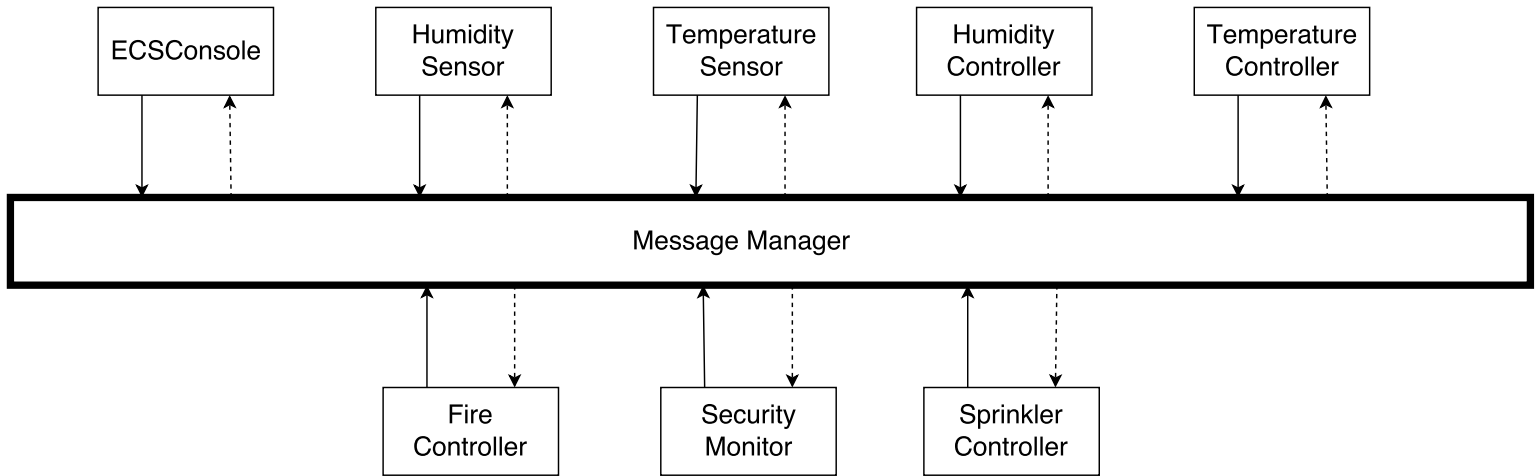 ECSConsole
Humidity
Sensor
Temperature
Sensor
Humidity
Controller
Temperature
Controller
Message Manager
Fire
Controller
Security
Monitor
Sprinkler
Controller